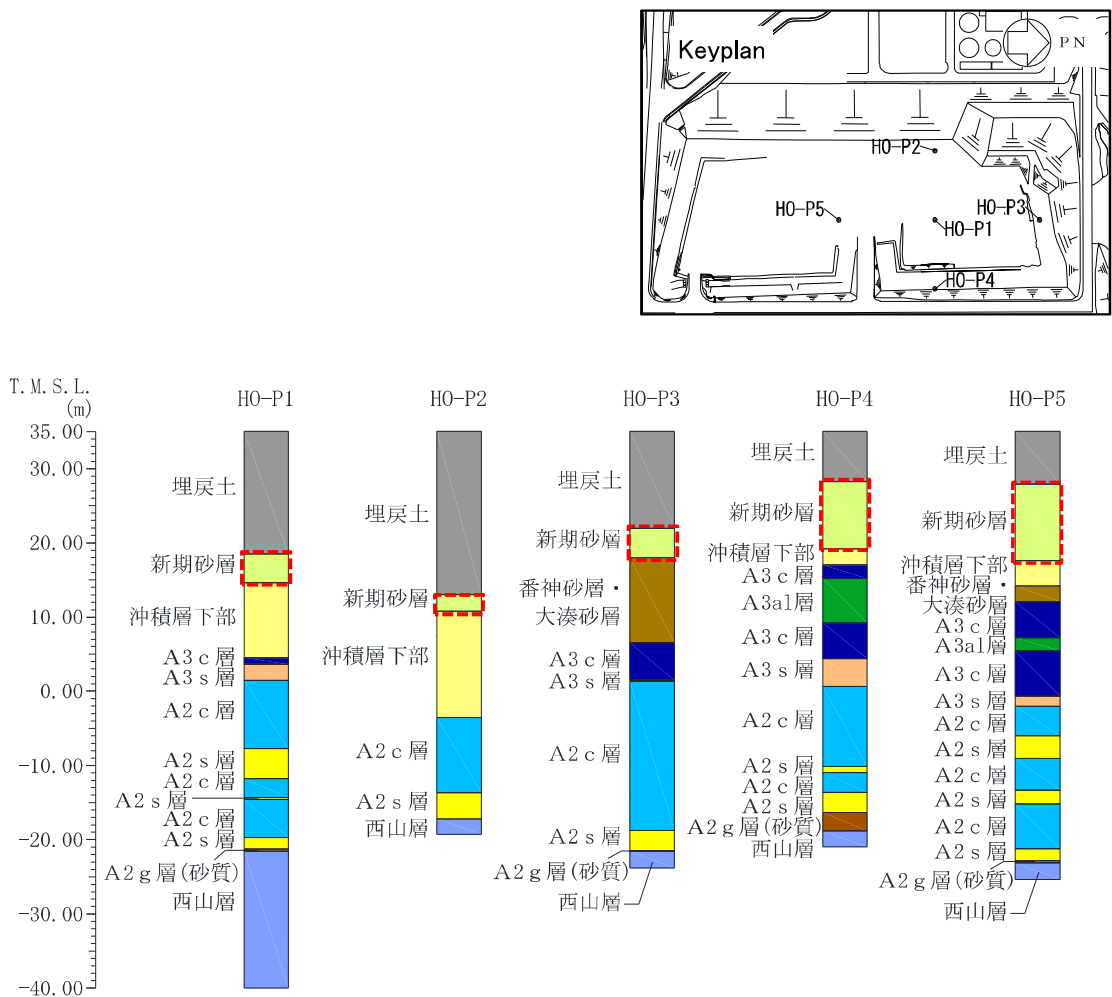 Keyplan
PN
HO-P2
HO-P5
HO-P3
HO-P1
HO-P4
T.M.S.L.
(m)
35.00
30.00
20.00
10.00
0.00
-10.00
-20.00
-30.00
-40.00
HO-P1
埋戻土
新期砂層
沖積層下部
A3c層
A3s層
A2c層
A2s層
A2c層
A2s層
A2c層
A2s層
A2g層(砂質)
西山層
HO-P2
埋戻土
新期砂層
沖積層下部
A2c層
A2s層
西山層
HO-P3
埋戻土
新期砂層
番神砂層・
大湊砂層
A3c層
A3s層
A2c層
A2s層
A2g層(砂質)
西山層
HO-P4
埋戻土
新期砂層
沖積層下部
A3c層
A3al層
A3c層
A3s層
A2c層
A2s層
A2c層
A2s層
A2g層(砂質)
西山層
HO-P5
埋戻土
新期砂層
沖積層下部
番神砂層・
大湊砂層
A3c層
A3al層
A3c層
A3s層
A2c層
A2s層
A2c層
A2s層
A2c層
A2s層
A2g層(砂質)
西山層